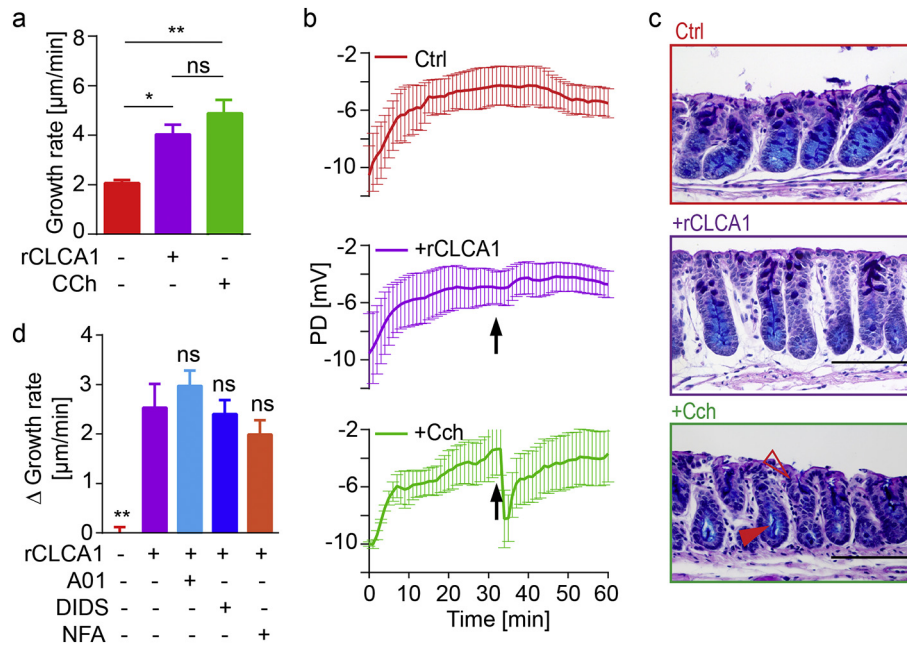 a
**
ns
*
Growth rate [μm/min]
8
6
4
2
0
rCLCA1 - + -
CCh - - +
b
-2
-6
-10
Ctrl
-2
-6
-10
+rCLCA1
-2
-6
-10
+Cch
PD [mV]
0 10 20 30 40 50 60
Time [min]
c
Ctrl
+rCLCA1
+Cch
d
Δ Growth rate
[μm/min]
4
3
2
1
0
** ns ns ns
rCLCA1 - + + + +
A01 - - + - -
DIDS - - - + -
NFA - - - - +